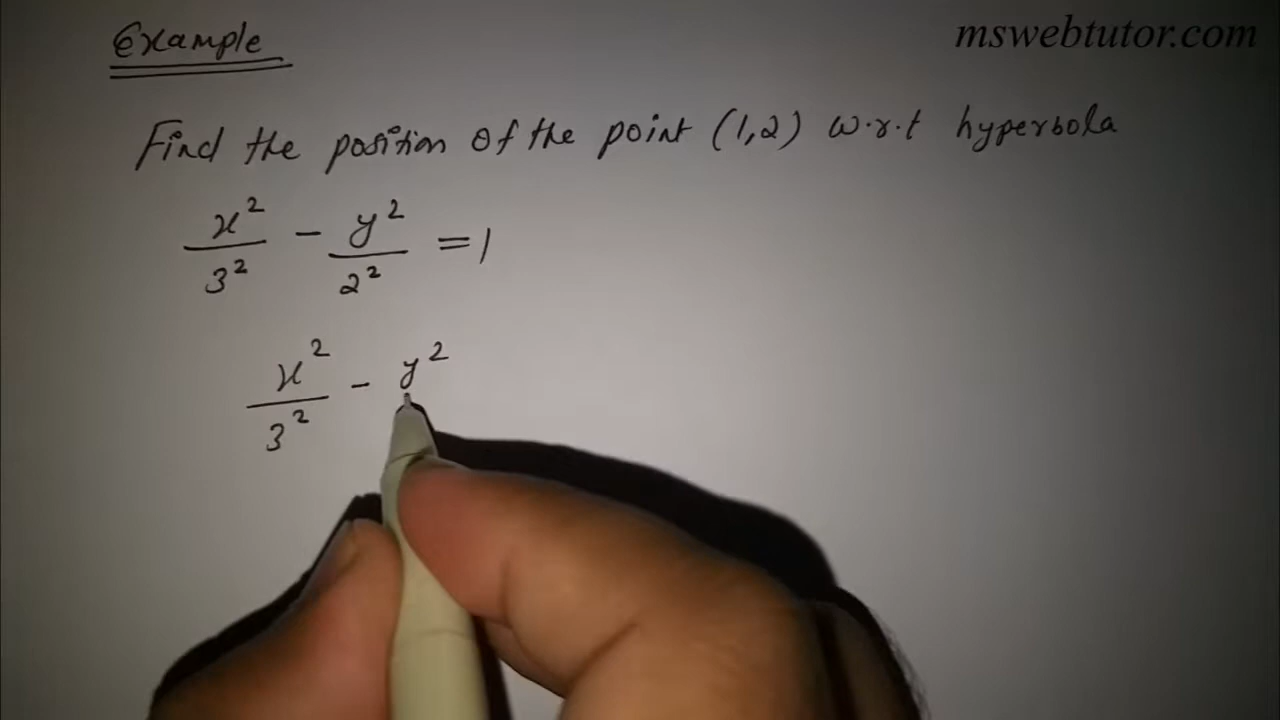 Example
mswebtutor.com
Find the position of the point (1,2) w.r.t hyperbola
x²/3² - y²/2² = 1
x²/3² - y²